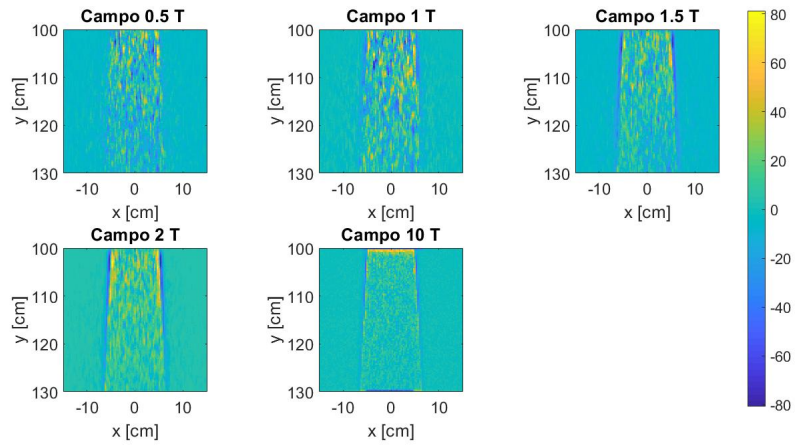 Campo 0.5 T
Campo 1 T
Campo 1.5 T
100
110
120
130
y [cm]
-10 0 10
x [cm]
100
110
120
130
y [cm]
-10 0 10
x [cm]
100
110
120
130
y [cm]
-10 0 10
x [cm]
Campo 2 T
Campo 10 T
100
110
120
130
y [cm]
-10 0 10
x [cm]
100
110
120
130
y [cm]
-10 0 10
x [cm]
80
60
40
20
0
-20
-40
-60
-80